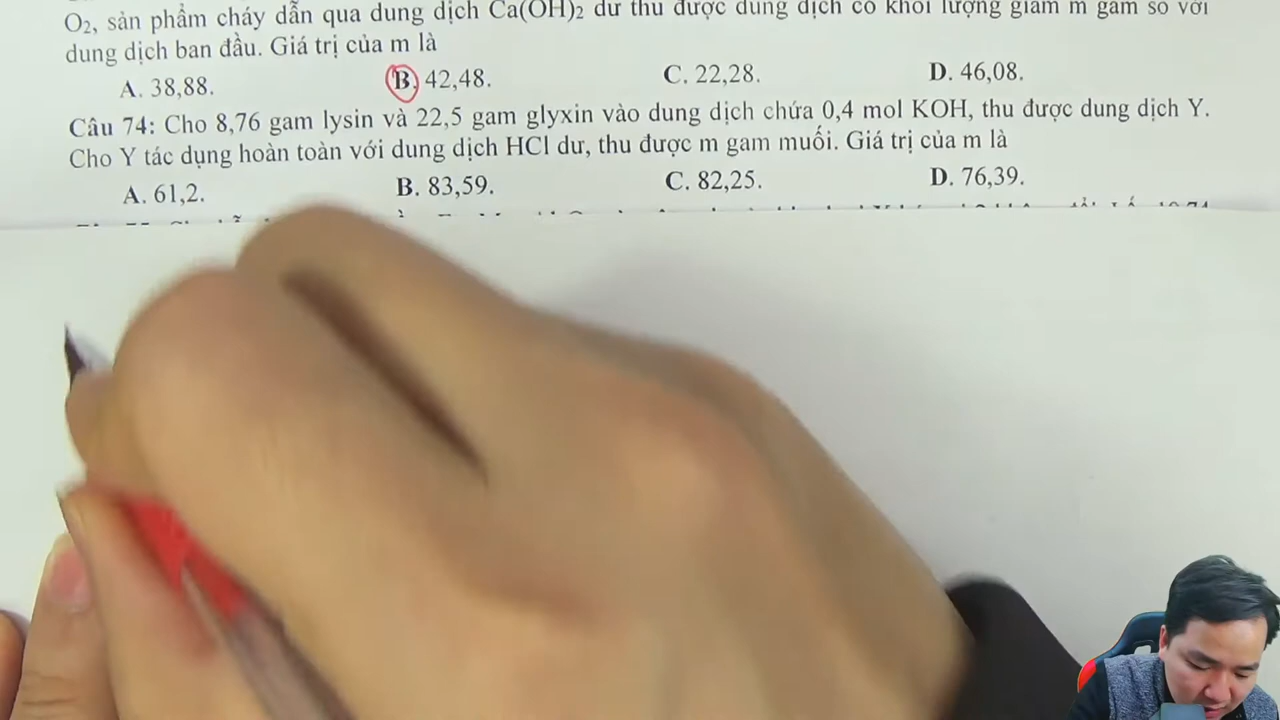 O₂, sản phẩm cháy dẫn qua dung dịch Ca(OH)₂ dư thu được dung dịch có khối lượng giảm m gam so với
dung dịch ban đầu. Giá trị của m là
A. 38,88. B. 42,48. C. 22,28. D. 46,08.
Câu 74: Cho 8,76 gam lysin và 22,5 gam glyxin vào dung dịch chứa 0,4 mol KOH, thu được dung dịch Y.
Cho Y tác dụng hoàn toàn với dung dịch HCl dư, thu được m gam muối. Giá trị của m là
A. 61,2. B. 83,59. C. 82,25. D. 76,39.